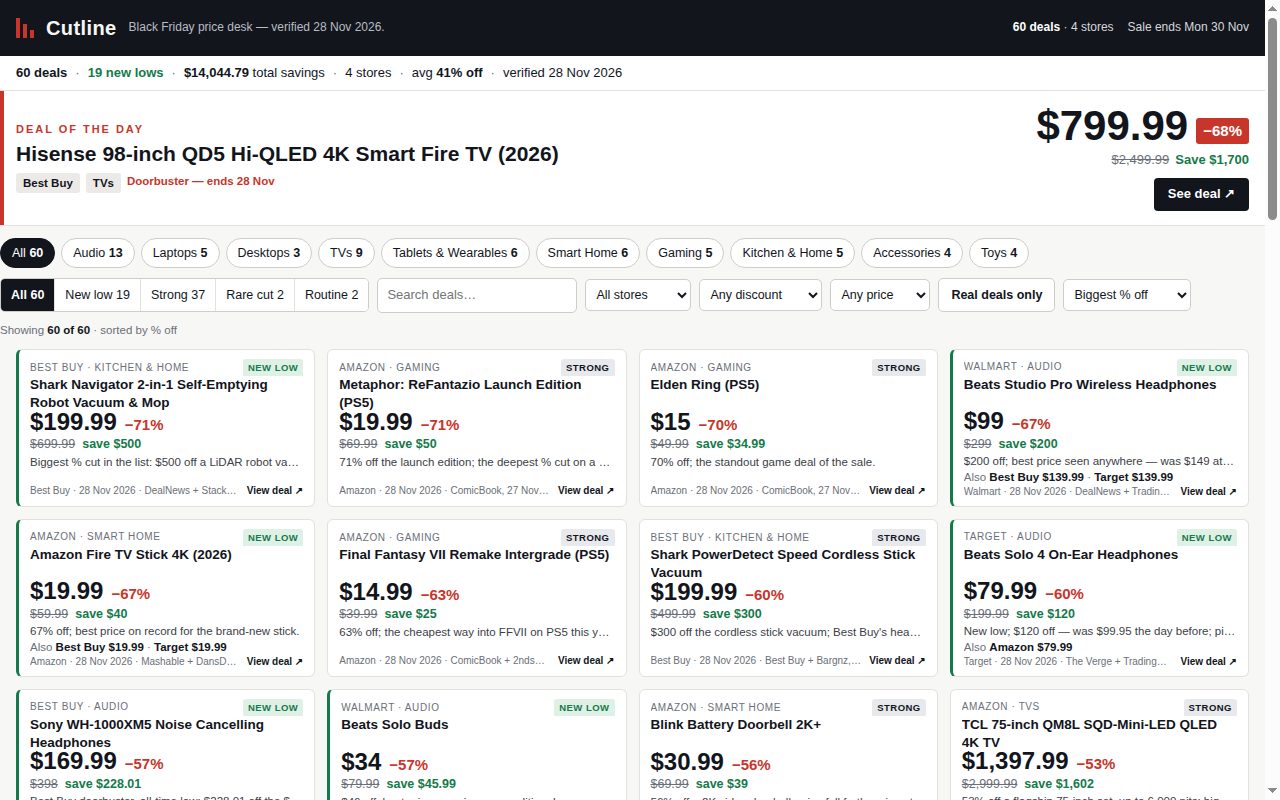 Cutline
Black Friday price desk — verified 28 Nov 2026.
60 deals · 4 stores Sale ends Mon 30 Nov
60 deals · 19 new lows · $14,044.79 total savings · 4 stores · avg 41% off · verified 28 Nov 2026
DEAL OF THE DAY
Hisense 98-inch QD5 Hi-QLED 4K Smart Fire TV (2026)
Best Buy TVs Doorbuster — ends 28 Nov
$799.99 −68%
$2,499.99 Save $1,700
See deal ↗
All 60 Audio 13 Laptops 5 Desktops 3 TVs 9 Tablets & Wearables 6 Smart Home 6 Gaming 5 Kitchen & Home 5 Accessories 4 Toys 4
All 60 New low 19 Strong 37 Rare cut 2 Routine 2 Search deals… All stores Any discount Any price Real deals only Biggest % off
Showing 60 of 60 · sorted by % off
BEST BUY · KITCHEN & HOME NEW LOW
Shark Navigator 2-in-1 Self-Emptying
Robot Vacuum & Mop
$199.99 −71%
$699.99 save $500
Biggest % cut in the list: $500 off a LiDAR robot va…
Best Buy · 28 Nov 2026 · DealNews + Stack… View deal ↗
AMAZON · GAMING STRONG
Metaphor: ReFantazio Launch Edition
(PS5)
$19.99 −71%
$69.99 save $50
71% off the launch edition; the deepest % cut on a …
Amazon · 28 Nov 2026 · ComicBook, 27 Nov… View deal ↗
AMAZON · GAMING STRONG
Elden Ring (PS5)
$15 −70%
$49.99 save $34.99
70% off; the standout game deal of the sale.
Amazon · 28 Nov 2026 · ComicBook, 27 Nov… View deal ↗
WALMART · AUDIO NEW LOW
Beats Studio Pro Wireless Headphones
$99 −67%
$299 save $200
$200 off; best price seen anywhere — was $149 at…
Also Best Buy $139.99 · Target $139.99
Walmart · 28 Nov 2026 · DealNews + Tradin… View deal ↗
AMAZON · SMART HOME NEW LOW
Amazon Fire TV Stick 4K (2026)
$19.99 −67%
$59.99 save $40
67% off; best price on record for the brand-new stick.
Also Best Buy $19.99 · Target $19.99
Amazon · 28 Nov 2026 · Mashable + DansD… View deal ↗
AMAZON · GAMING STRONG
Final Fantasy VII Remake Intergrade (PS5)
$14.99 −63%
$39.99 save $25
63% off; the cheapest way into FFVII on PS5 this y…
Amazon · 28 Nov 2026 · ComicBook + 2nds… View deal ↗
BEST BUY · KITCHEN & HOME STRONG
Shark PowerDetect Speed Cordless Stick
Vacuum
$199.99 −60%
$499.99 save $300
$300 off the cordless stick vacuum; Best Buy's hea…
Best Buy · 28 Nov 2026 · Best Buy + Bargnz,… View deal ↗
TARGET · AUDIO NEW LOW
Beats Solo 4 On-Ear Headphones
$79.99 −60%
$199.99 save $120
New low; $120 off — was $99.95 the day before; pi…
Also Amazon $79.99
Target · 28 Nov 2026 · The Verge + Trading… View deal ↗
BEST BUY · AUDIO NEW LOW
Sony WH-1000XM5 Noise Cancelling
Headphones
$169.99 −57%
$398 save $228.01
WALMART · AUDIO NEW LOW
Beats Solo Buds
$34 −57%
$79.99 save $45.99
AMAZON · SMART HOME STRONG
Blink Battery Doorbell 2K+
$30.99 −56%
$69.99 save $39
AMAZON · TVS STRONG
TCL 75-inch QM8L SQD-Mini-LED QLED
4K TV
$1,397.99 −53%
$2,999.99 save $1,602